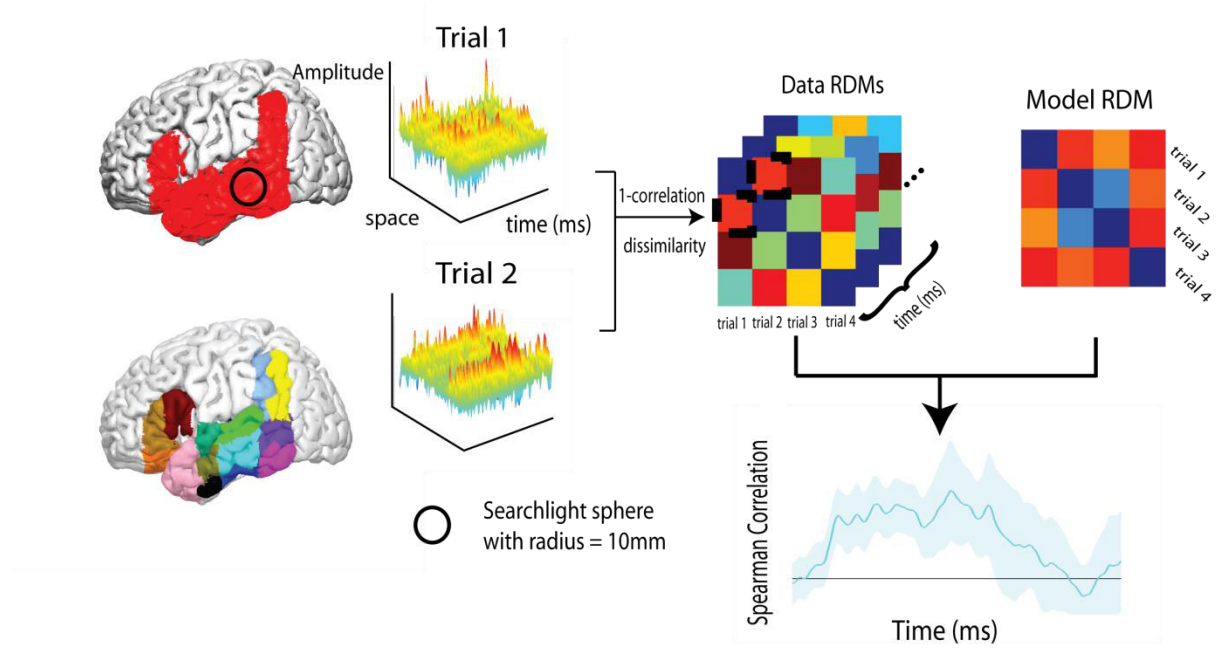 Trial 1
Amplitude
space
time (ms)
Trial 2
Searchlight sphere
with radius = 10mm
1-correlation
dissimilarity
Data RDMs
trial 1 trial 2 trial 3 trial 4
time (ms)
Model RDM
trial 1
trial 2
trial 3
trial 4
Spearman Correlation
Time (ms)